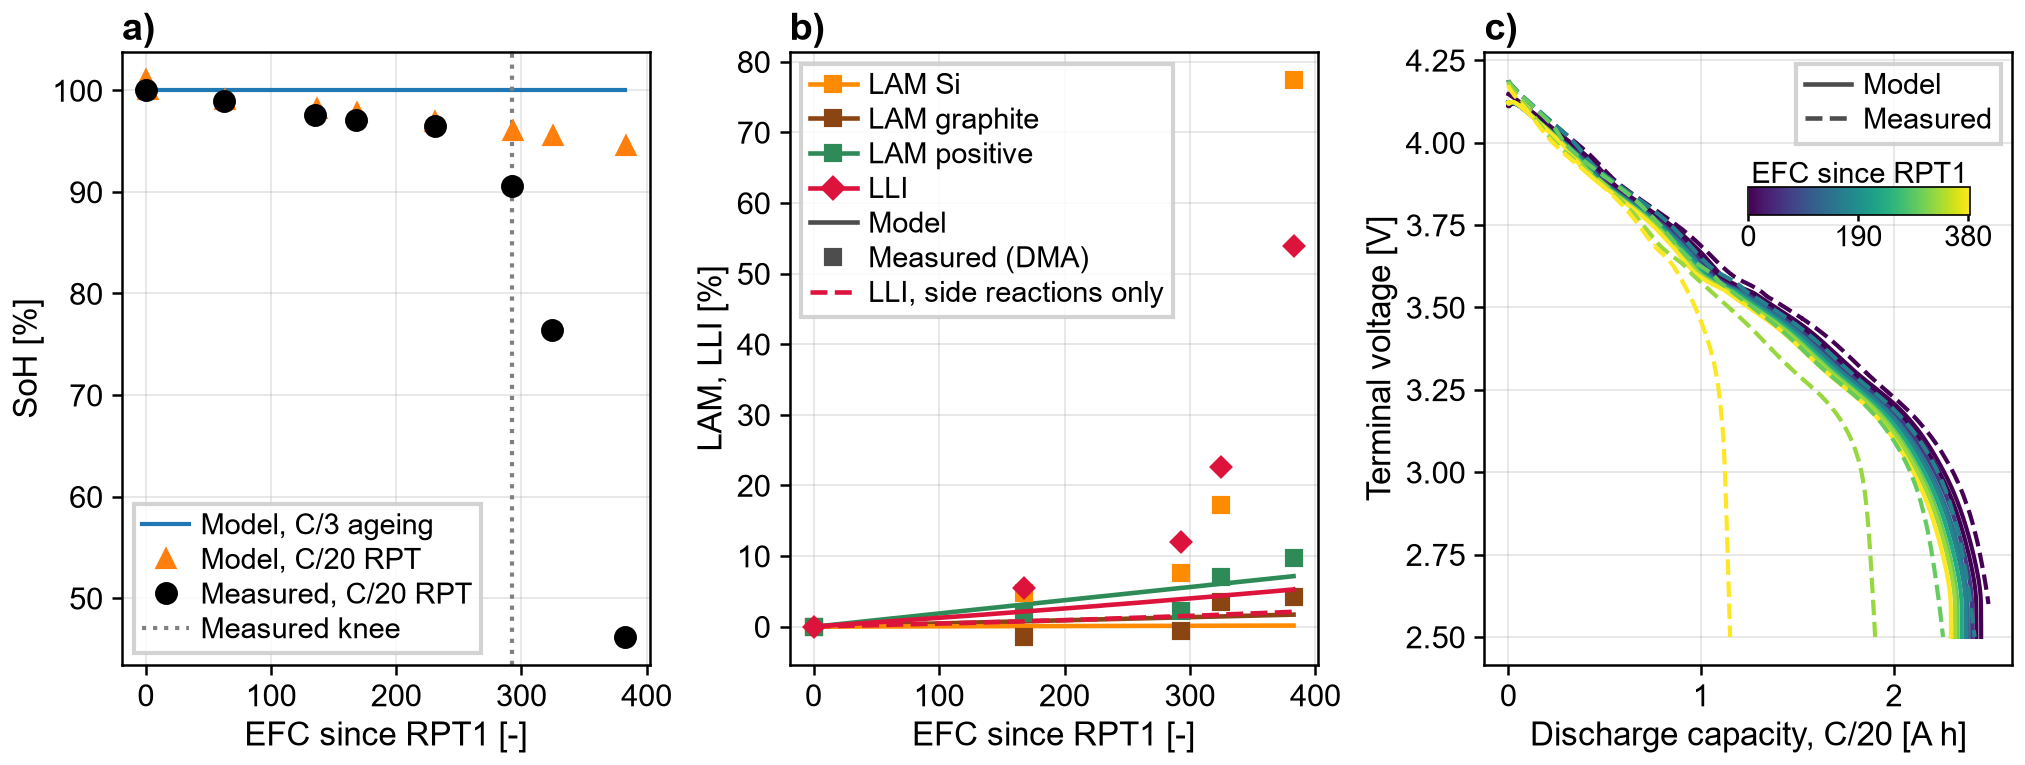 a)
SoH [%]
100
90
80
70
60
50
Model, C/3 ageing
Model, C/20 RPT
Measured, C/20 RPT
Measured knee
0
100
200
300
400
EFC since RPT1 [-]
b)
LAM, LLI [%]
80
70
60
50
40
30
20
10
0
LAM Si
LAM graphite
LAM positive
LLI
Model
Measured (DMA)
LLI, side reactions only
0
100
200
300
400
EFC since RPT1 [-]
c)
Terminal voltage [V]
4.25
4.00
3.75
3.50
3.25
3.00
2.75
2.50
Model
Measured
EFC since RPT1
0
190
380
0
1
2
Discharge capacity, C/20 [A h]